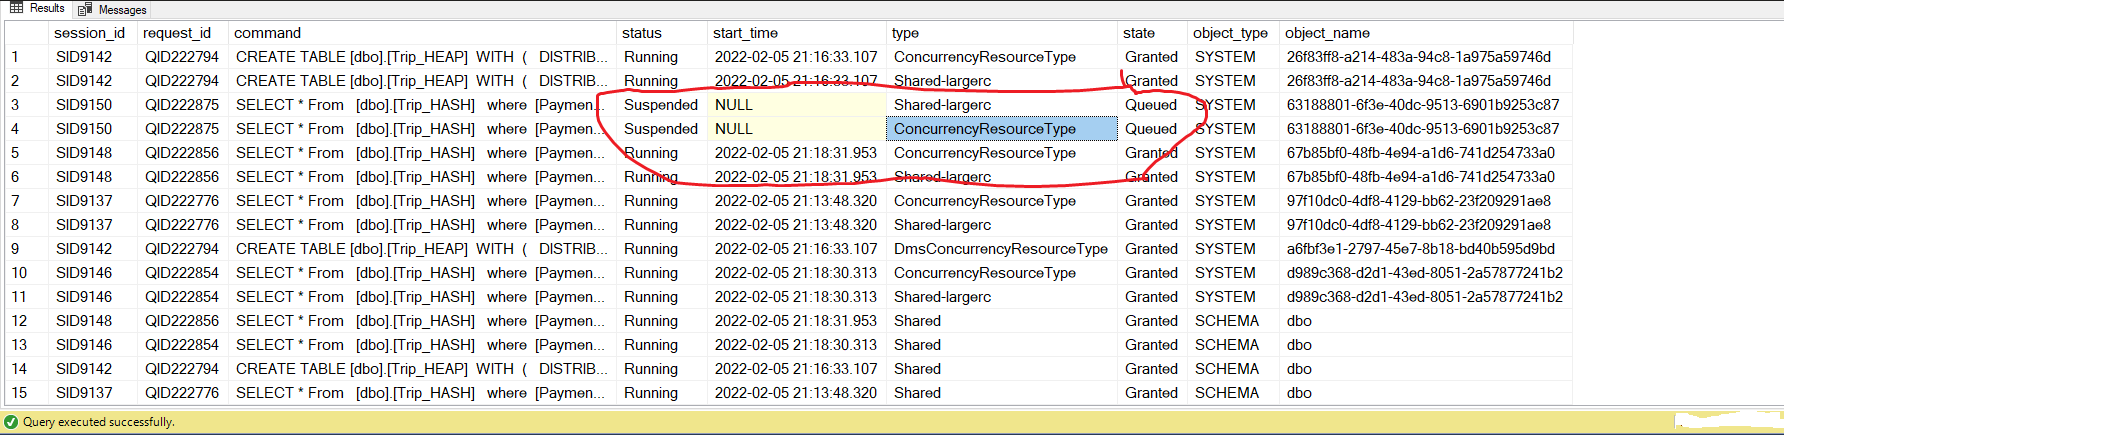 Results Messages
session_id request_id command status start_time type state object_type object_name
1 SID9142 QID222794 CREATE TABLE [dbo].[Trip_HEAP] WITH ( DISTRIB... Running 2022-02-05 21:16:33.107 ConcurrencyResourceType Granted SYSTEM 26f83ff8-a214-483a-94c8-1a975a59746d
2 SID9142 QID222794 CREATE TABLE [dbo].[Trip_HEAP] WITH ( DISTRIB... Running 2022-02-05 21:16:33.107 Shared-largerc Granted SYSTEM 26f83ff8-a214-483a-94c8-1a975a59746d
3 SID9150 QID222875 SELECT * From [dbo].[Trip_HASH] where [Paymen... Suspended NULL Shared-largerc Queued SYSTEM 63188801-6f3e-40dc-9513-6901b9253c87
4 SID9150 QID222875 SELECT * From [dbo].[Trip_HASH] where [Paymen... Suspended NULL ConcurrencyResourceType Queued SYSTEM 63188801-6f3e-40dc-9513-6901b9253c87
5 SID9148 QID222856 SELECT * From [dbo].[Trip_HASH] where [Paymen... Running 2022-02-05 21:18:31.953 ConcurrencyResourceType Granted SYSTEM 67b85bf0-48fb-4e94-a1d6-741d254733a0
6 SID9148 QID222856 SELECT * From [dbo].[Trip_HASH] where [Paymen... Running 2022-02-05 21:18:31.953 Shared-largerc Granted SYSTEM 67b85bf0-48fb-4e94-a1d6-741d254733a0
7 SID9137 QID222776 SELECT * From [dbo].[Trip_HASH] where [Paymen... Running 2022-02-05 21:13:48.320 ConcurrencyResourceType Granted SYSTEM 97f10dc0-4df8-4129-bb62-23f209291ae8
8 SID9137 QID222776 SELECT * From [dbo].[Trip_HASH] where [Paymen... Running 2022-02-05 21:13:48.320 Shared-largerc Granted SYSTEM 97f10dc0-4df8-4129-bb62-23f209291ae8
9 SID9142 QID222794 CREATE TABLE [dbo].[Trip_HEAP] WITH ( DISTRIB... Running 2022-02-05 21:16:33.107 DmsConcurrencyResourceType Granted SYSTEM a6fbf3e1-2797-45e7-8b18-bd40b595d9bd
10 SID9146 QID222854 SELECT * From [dbo].[Trip_HASH] where [Paymen... Running 2022-02-05 21:18:30.313 ConcurrencyResourceType Granted SYSTEM d989c368-d2d1-43ed-8051-2a57877241b2
11 SID9146 QID222854 SELECT * From [dbo].[Trip_HASH] where [Paymen... Running 2022-02-05 21:18:30.313 Shared-largerc Granted SYSTEM d989c368-d2d1-43ed-8051-2a57877241b2
12 SID9148 QID222856 SELECT * From [dbo].[Trip_HASH] where [Paymen... Running 2022-02-05 21:18:31.953 Shared Granted SCHEMA dbo
13 SID9146 QID222854 SELECT * From [dbo].[Trip_HASH] where [Paymen... Running 2022-02-05 21:18:30.313 Shared Granted SCHEMA dbo
14 SID9142 QID222794 CREATE TABLE [dbo].[Trip_HEAP] WITH ( DISTRIB... Running 2022-02-05 21:16:33.107 Shared Granted SCHEMA dbo
15 SID9137 QID222776 SELECT * From [dbo].[Trip_HASH] where [Paymen... Running 2022-02-05 21:13:48.320 Shared Granted SCHEMA dbo
Query executed successfully.